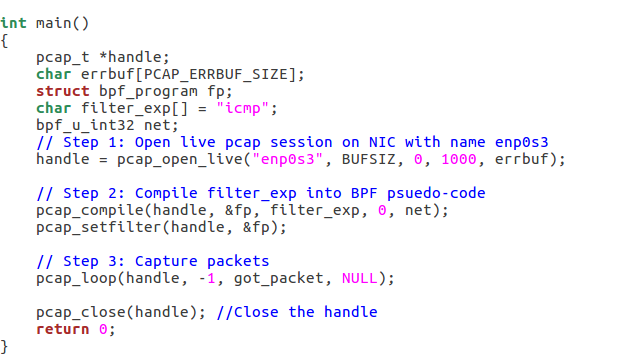 int main()
{
    pcap_t *handle;
    char errbuf[PCAP_ERRBUF_SIZE];
    struct bpf_program fp;
    char filter_exp[] = "icmp";
    bpf_u_int32 net;
    // Step 1: Open live pcap session on NIC with name enp0s3
    handle = pcap_open_live("enp0s3", BUFSIZ, 0, 1000, errbuf);

    // Step 2: Compile filter_exp into BPF psuedo-code
    pcap_compile(handle, &fp, filter_exp, 0, net);
    pcap_setfilter(handle, &fp);

    // Step 3: Capture packets
    pcap_loop(handle, -1, got_packet, NULL);

    pcap_close(handle); //Close the handle
    return 0;
}